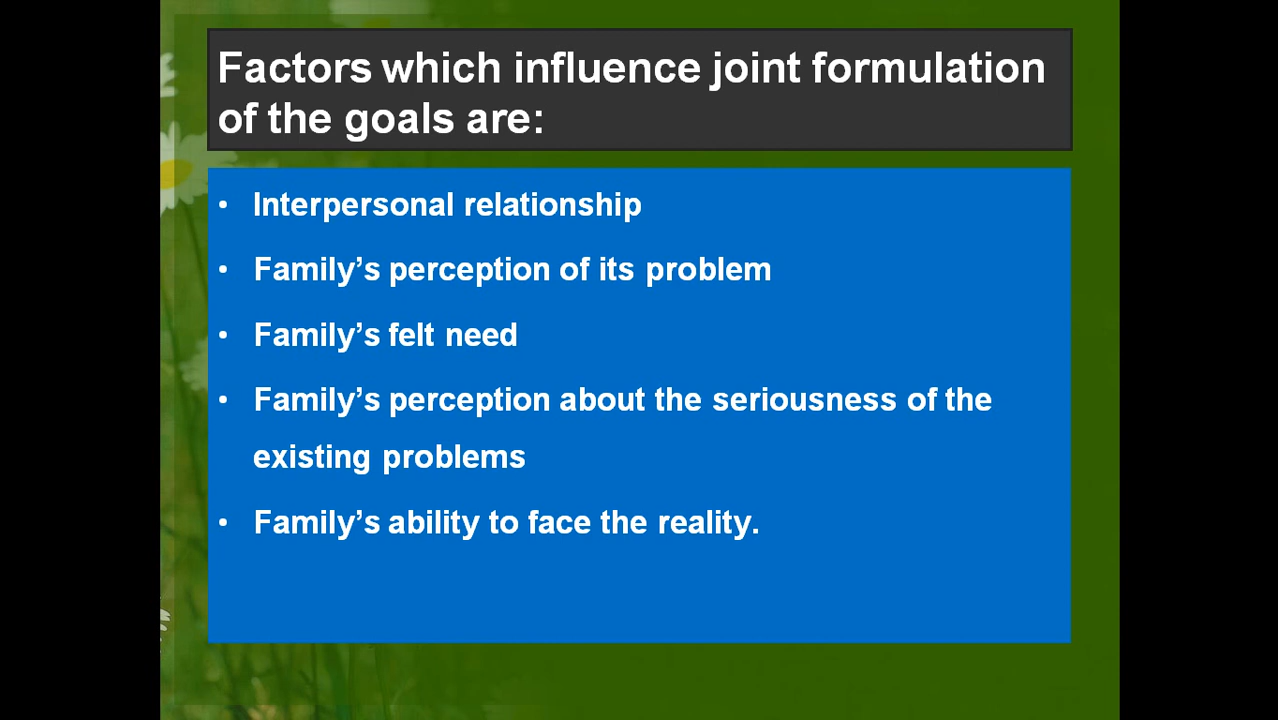 Factors which influence joint formulation
of the goals are:
• Interpersonal relationship
• Family’s perception of its problem
• Family’s felt need
• Family’s perception about the seriousness of the
existing problems
• Family’s ability to face the reality.